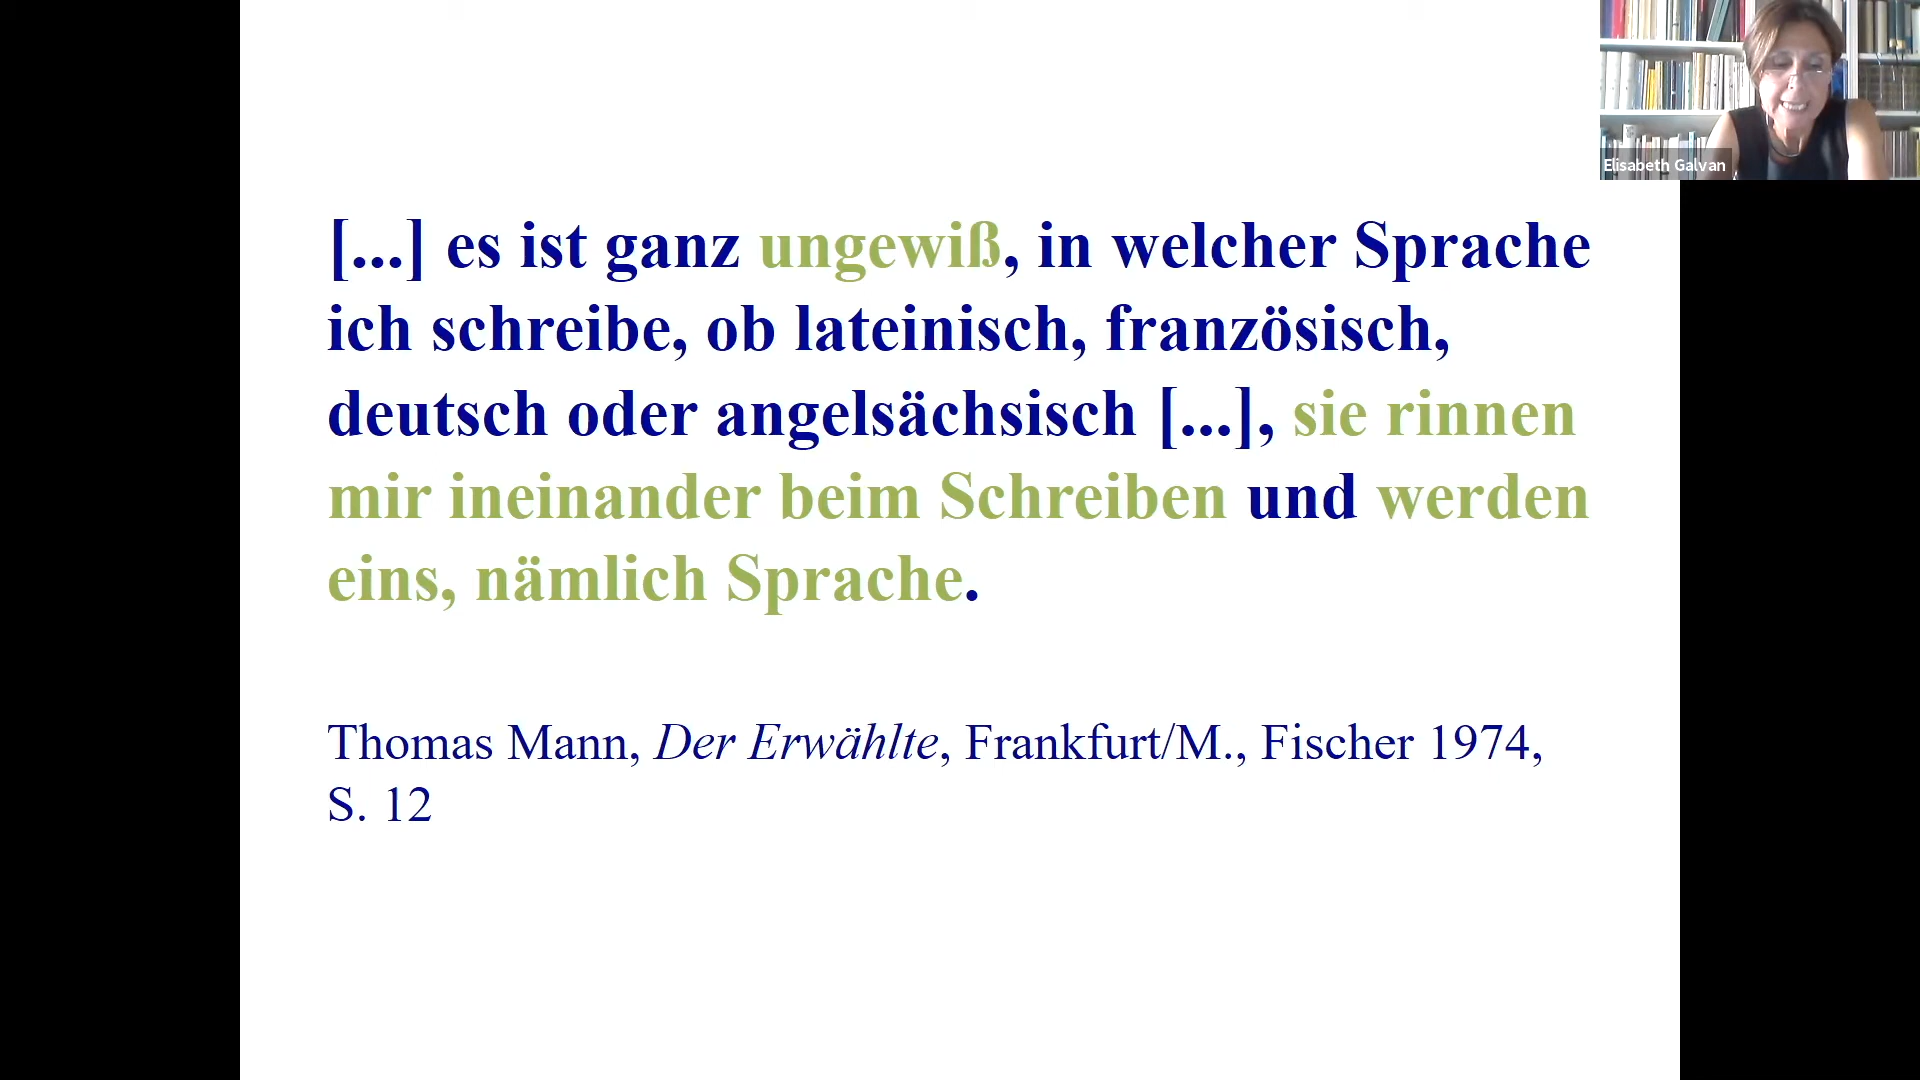 Elisabeth Galvan
[...] es ist ganz ungewiß, in welcher Sprache
ich schreibe, ob lateinisch, französisch,
deutsch oder angelsächsisch [...], sie rinnen
mir ineinander beim Schreiben und werden
eins, nämlich Sprache.
Thomas Mann, Der Erwählte, Frankfurt/M., Fischer 1974,
S. 12